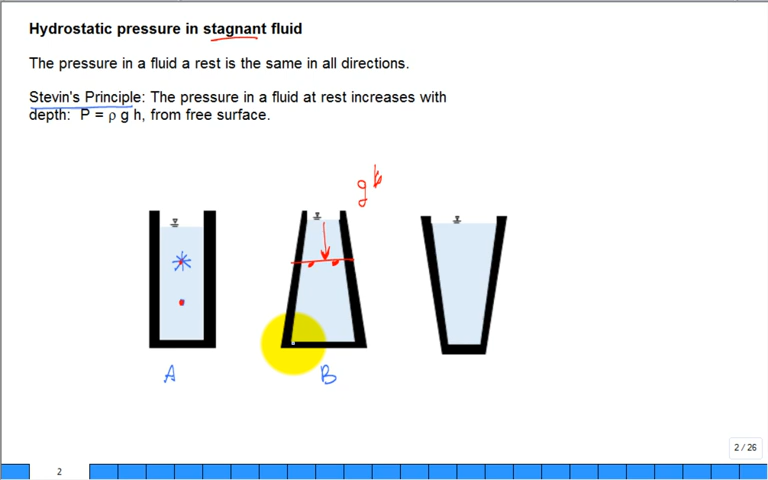 Hydrostatic pressure in stagnant fluid
The pressure in a fluid a rest is the same in all directions.
Stevin's Principle: The pressure in a fluid at rest increases with
depth: P = ρ g h, from free surface.
g h
A
B
2 / 26
2